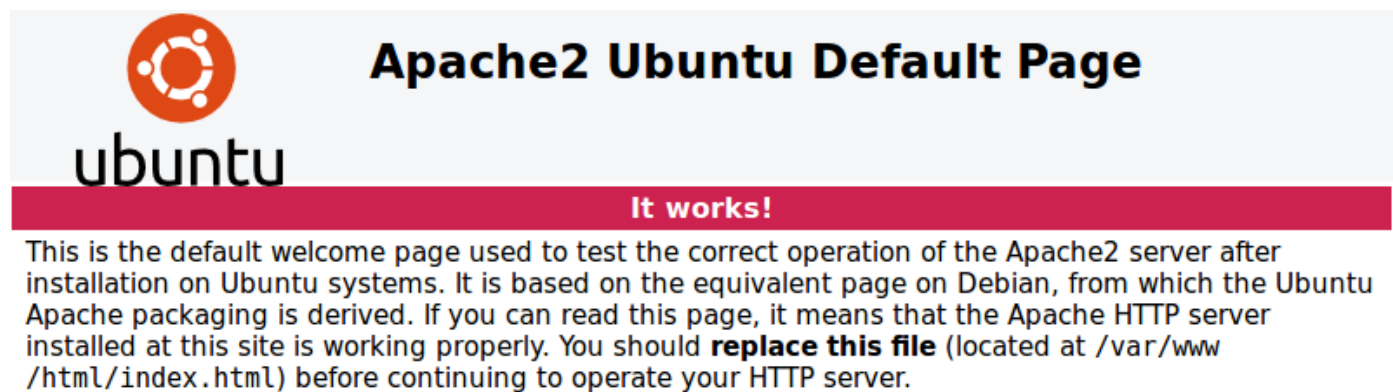 Apache2 Ubuntu Default Page
ubuntu
It works!
This is the default welcome page used to test the correct operation of the Apache2 server after
installation on Ubuntu systems. It is based on the equivalent page on Debian, from which the Ubuntu
Apache packaging is derived. If you can read this page, it means that the Apache HTTP server
installed at this site is working properly. You should replace this file (located at /var/www
/html/index.html) before continuing to operate your HTTP server.